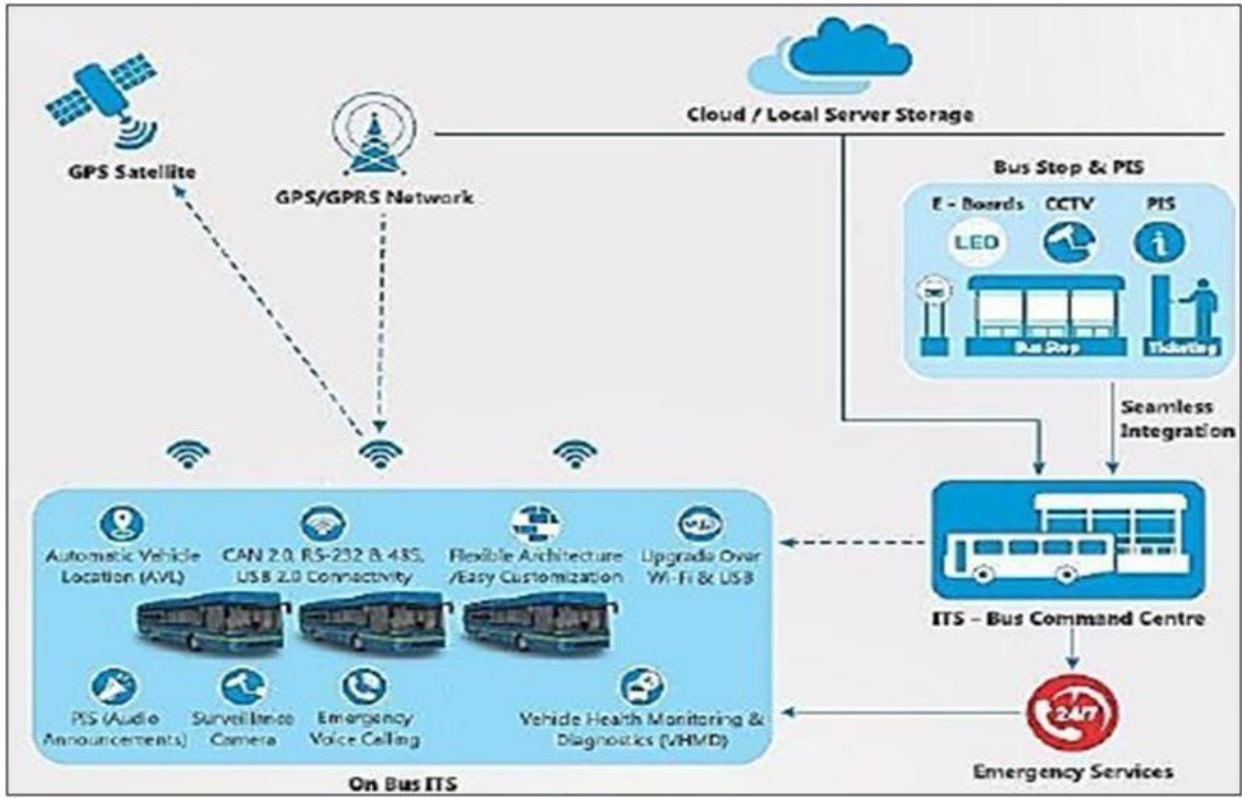 Cloud / Local Server Storage
GPS Satellite
GPS/GPRS Network
Bus Stop & PIS
E - Boards CCTV PIS
LED
i
Bus Stop
Ticketing
Seamless
Integration
Automatic Vehicle
Location (AVL)
CAN 2.0, RS-232 & 485,
USB 2.0 Connectivity
Flexible Architecture
/Easy Customization
Upgrade Over
Wi-Fi & USB
ITS - Bus Command Centre
PIS (Audio
Announcements)
Surveillance
Camera
Emergency
Voice Calling
Vehicle Health Monitoring &
Diagnostics (VHMD)
24/7
Emergency Services
On Bus ITS